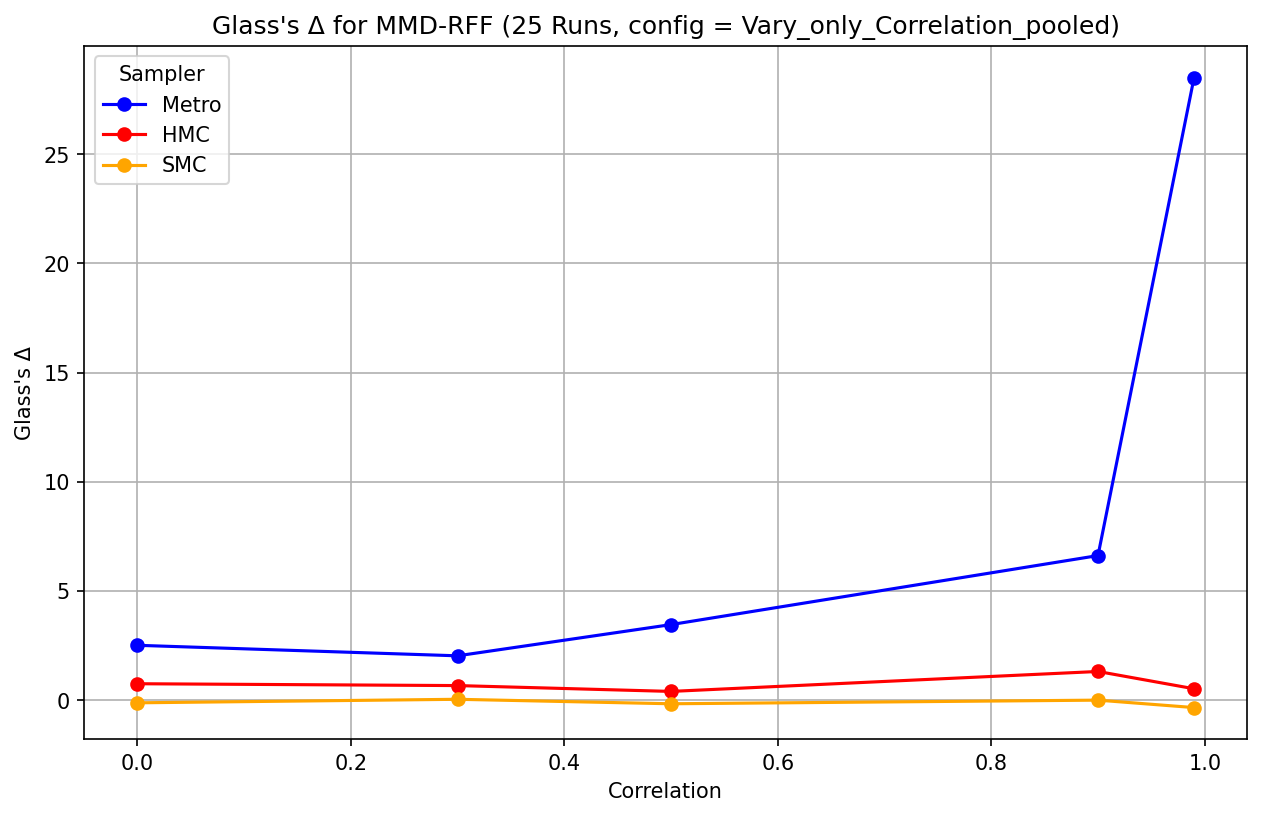 Glass's Δ for MMD-RFF (25 Runs, config = Vary_only_Correlation_pooled)
Sampler
Metro
HMC
SMC
Glass's Δ
25
20
15
10
5
0
0.0 0.2 0.4 0.6 0.8 1.0
Correlation